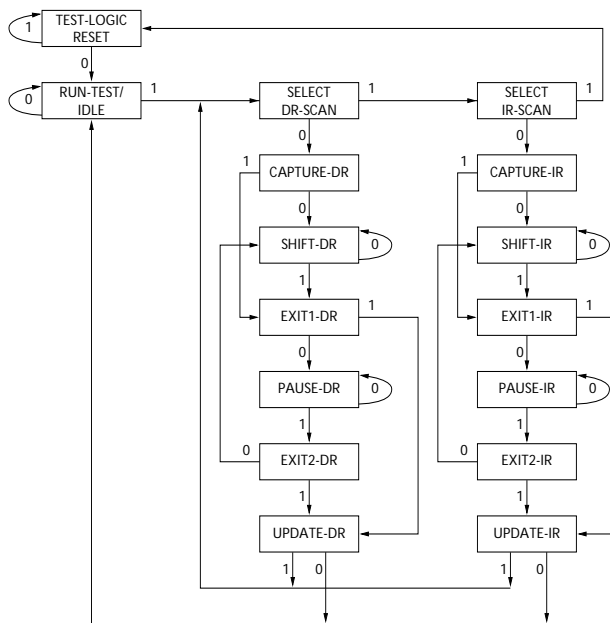 1
TEST-LOGIC
RESET
0
0
RUN-TEST/
IDLE
1
SELECT
DR-SCAN
1
SELECT
IR-SCAN
1
0
0
1
CAPTURE-DR
1
CAPTURE-IR
0
0
SHIFT-DR
0
SHIFT-IR
0
1
1
EXIT1-DR
1
EXIT1-IR
1
0
0
PAUSE-DR
0
PAUSE-IR
0
1
1
0
EXIT2-DR
0
EXIT2-IR
1
1
UPDATE-DR
UPDATE-IR
1
0
1
0